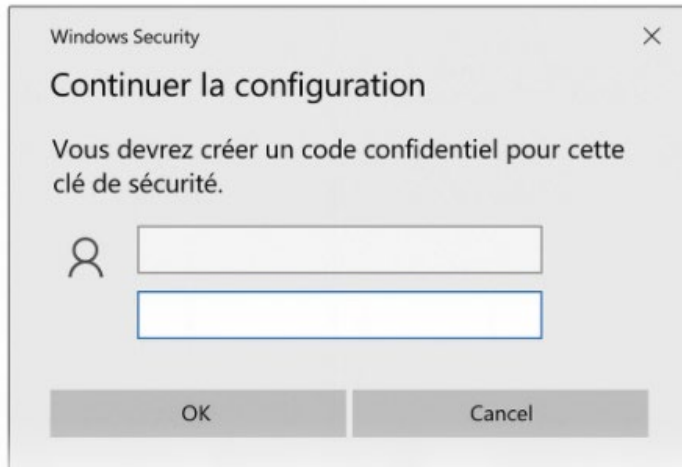 Windows Security
Continuer la configuration
Vous devrez créer un code confidentiel pour cette
clé de sécurité.
OK
Cancel